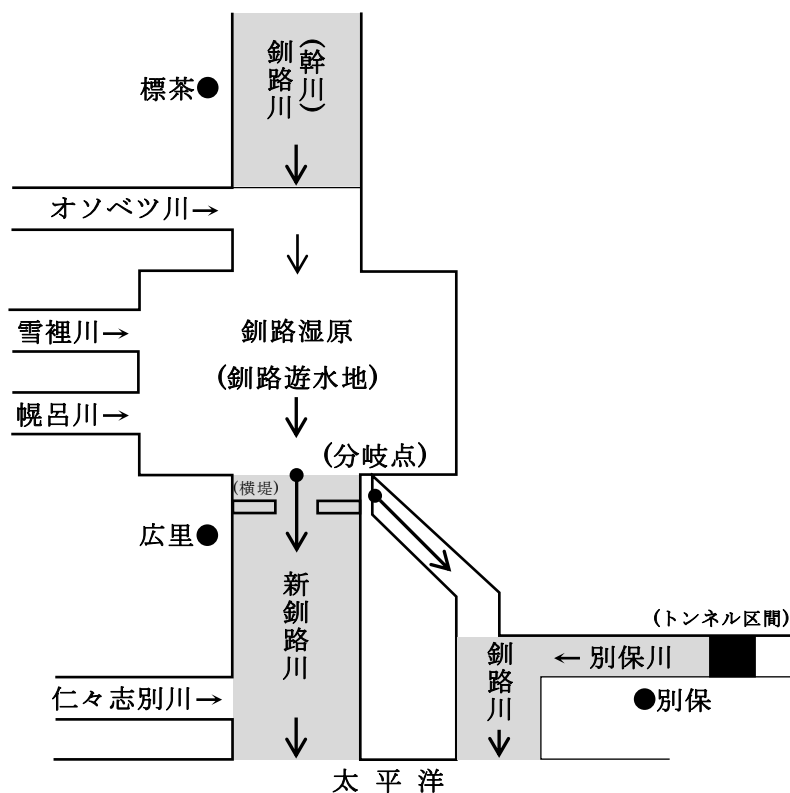 釧路川
(幹川)
標茶
オソベツ川→
雪裡川→
釧路湿原
(釧路遊水地)
幌呂川→
(分岐点)
(横堤)
広里
新釧路川
(トンネル区間)
←別保川
釧路川
仁々志別川→
別保
太平洋